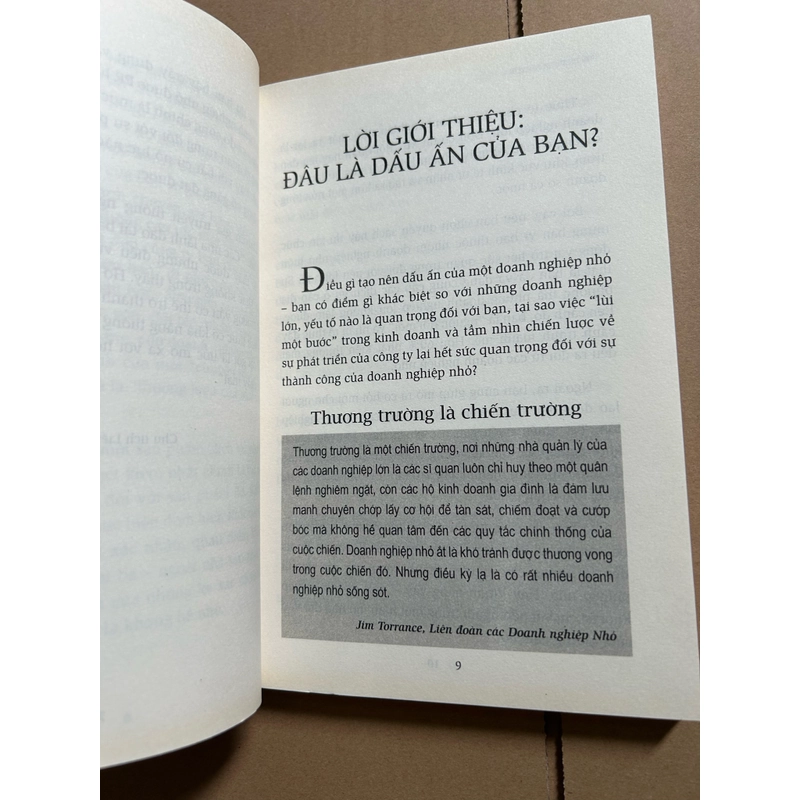 LỜI GIỚI THIỆU:
ĐÂU LÀ DẤU ẤN CỦA BẠN?
Điều gì tạo nên dấu ấn của một doanh nghiệp nhỏ
– bạn có điểm gì khác biệt so với những doanh nghiệp
lớn, yếu tố nào là quan trọng đối với bạn, tại sao việc “lùi
một bước” trong kinh doanh và tầm nhìn chiến lược về
sự phát triển của công ty lại hết sức quan trọng đối với sự
thành công của doanh nghiệp nhỏ?
Thương trường là chiến trường
Thương trường là một chiến trường, nơi những nhà quản lý của
các doanh nghiệp lớn là các sĩ quan luôn chỉ huy theo một quân
lệnh nghiêm ngặt, còn các hộ kinh doanh gia đình là đám lưu
manh chuyên chớp lấy cơ hội để tàn sát, chiếm đoạt và cướp
bóc mà không hề quan tâm đến các quy tắc chính thống của
cuộc chiến. Doanh nghiệp nhỏ ắt là khó tránh được thương vong
trong cuộc chiến đó. Nhưng điều kỳ lạ là có rất nhiều doanh
nghiệp nhỏ sống sót.
Jim Torrance, Liên đoàn các Doanh nghiệp Nhỏ
9